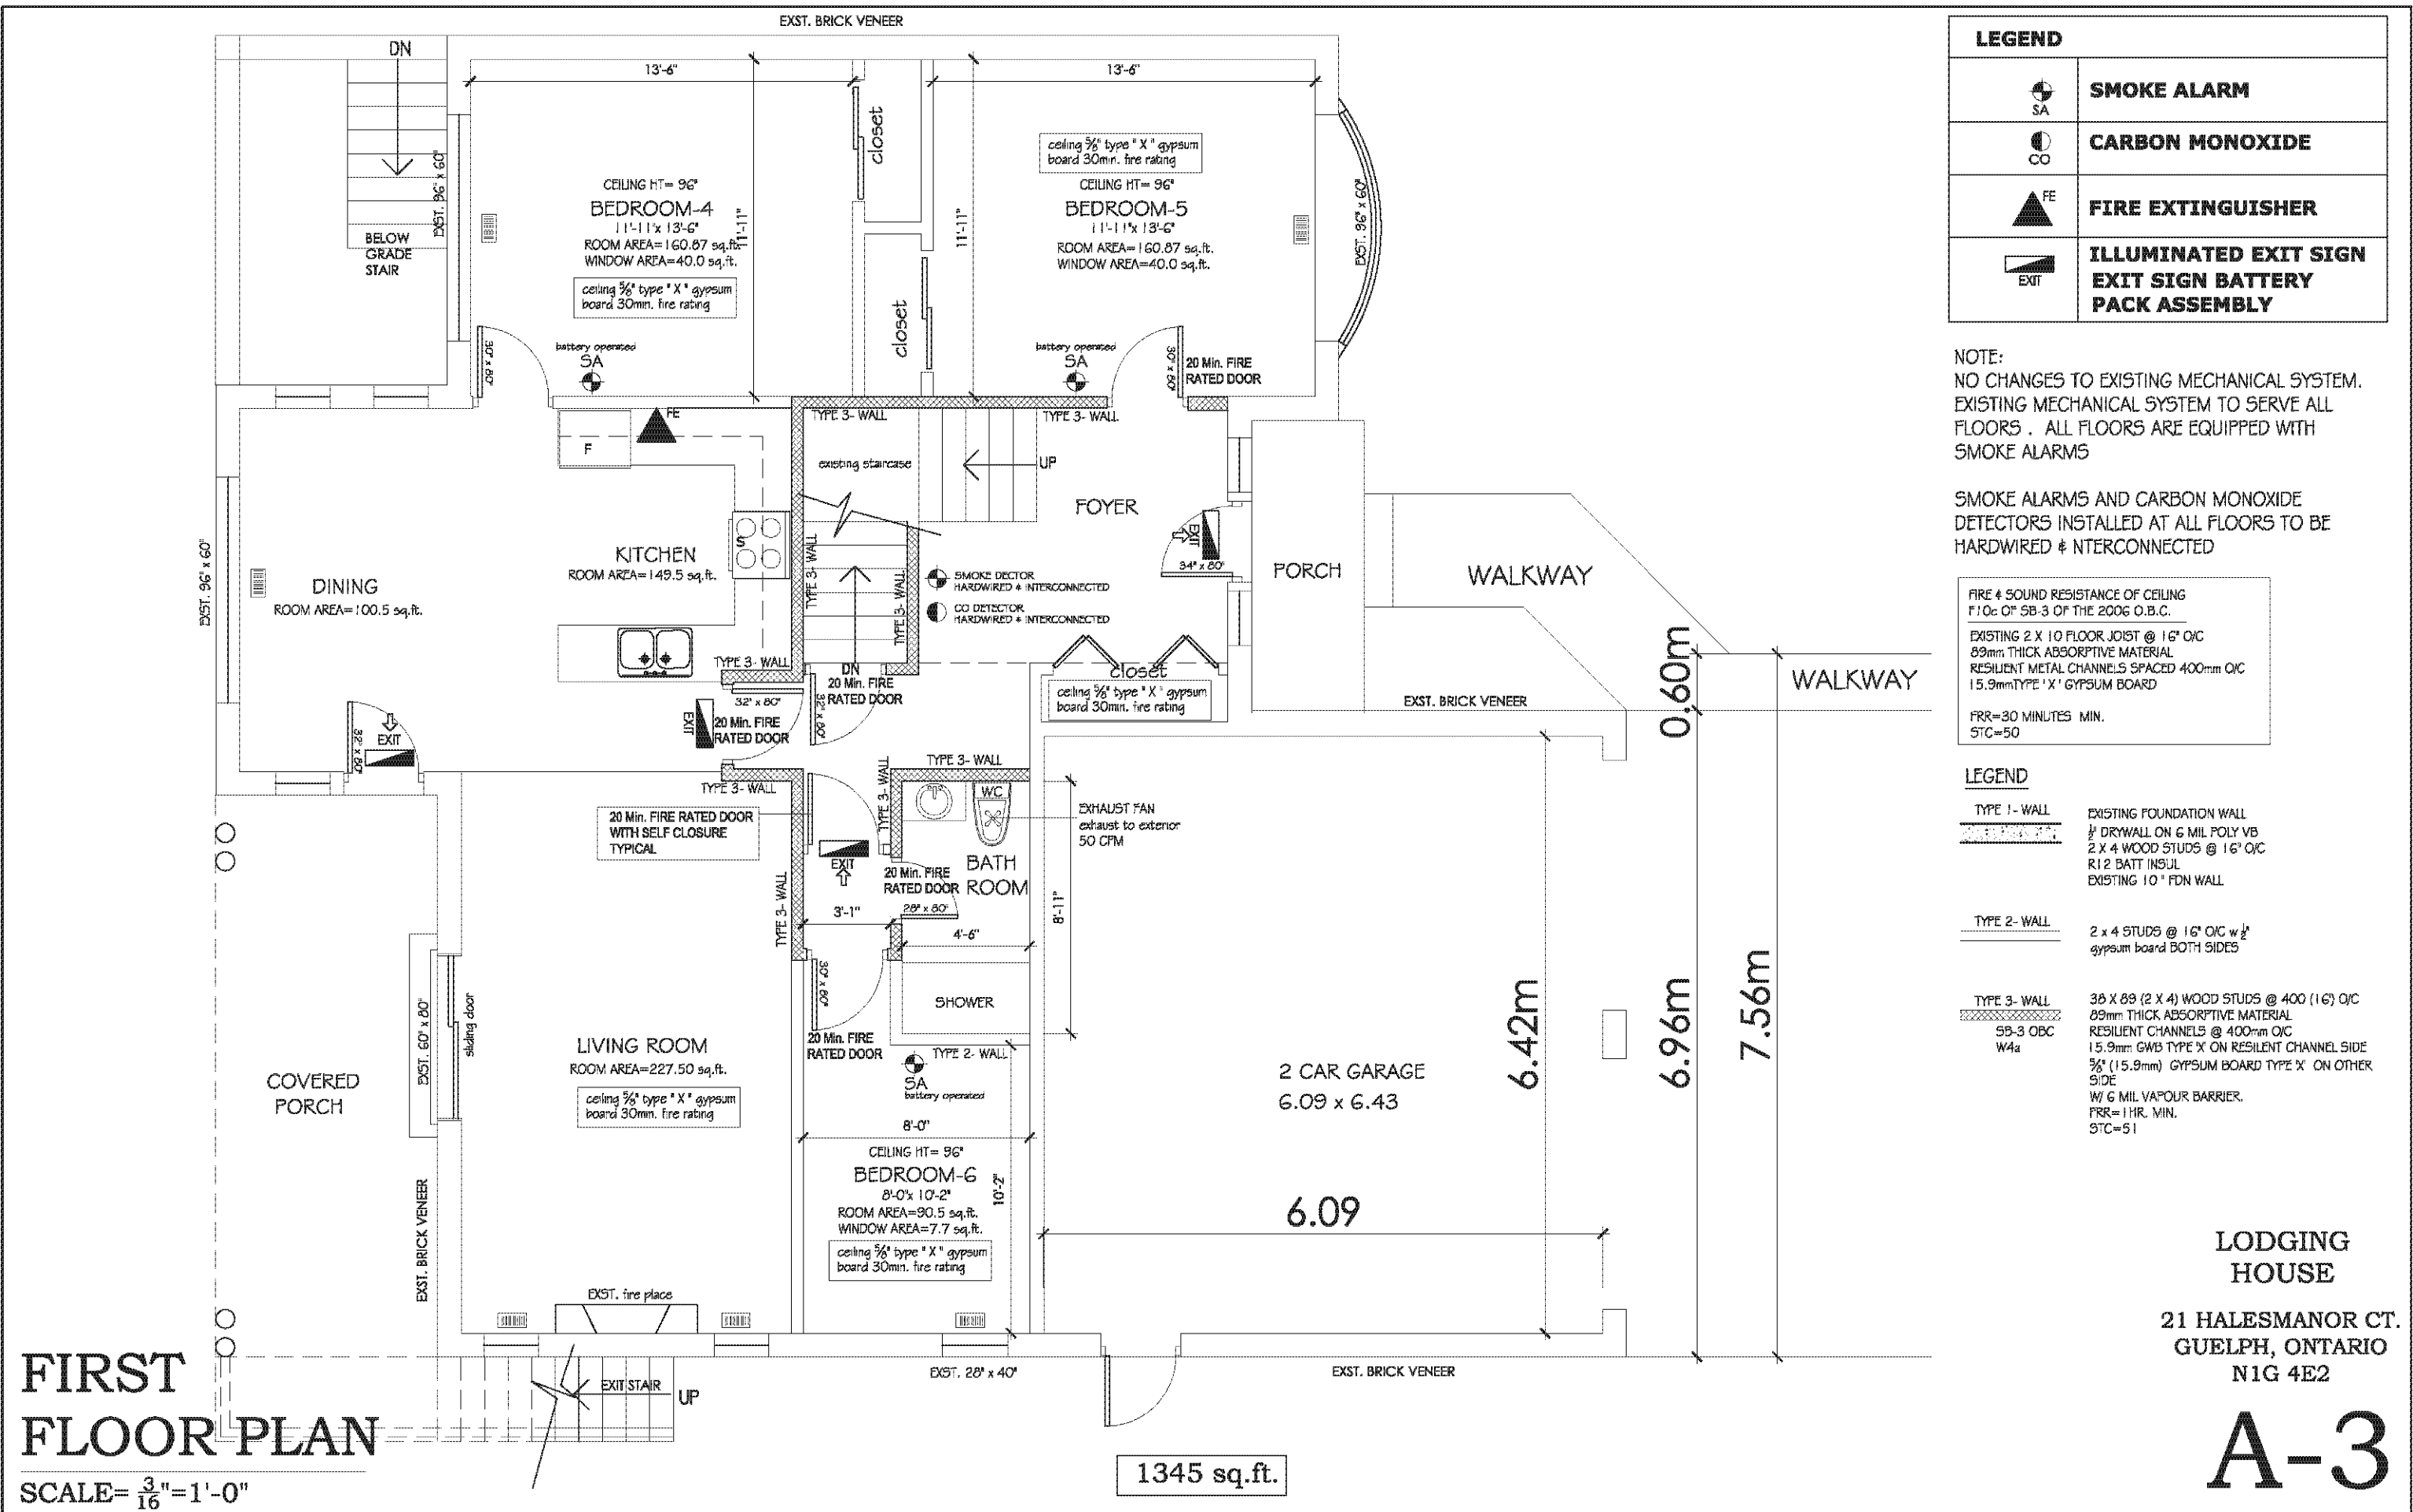 EXST. BRICK VENEER
DN
13'-6"
13'-6"
closet
EXST. 96" x 60"
BELOW
GRADE
STAIR
CEILING HT= 96"
BEDROOM-4
11'-11"x 13'-6"
ROOM AREA=160.87 sq.ft.
WINDOW AREA=40.0 sq.ft.
ceiling 5/8" type "X" gypsum
board 30min. fire rating
11'-11"
11'-11"
ceiling 5/8" type "X" gypsum
board 30min. fire rating
CEILING HT= 96"
BEDROOM-5
11'-11"x 13'-6"
ROOM AREA=160.87 sq.ft.
WINDOW AREA=40.0 sq.ft.
EXST. 96" x 60"
closet
30" x 80"
battery operated
SA
battery operated
SA
30" x 80"
20 Min. FIRE
RATED DOOR
FE
F
TYPE 3- WALL
TYPE 3- WALL
existing staircase
UP
FOYER
EXIT
34" x 80"
PORCH
WALKWAY
WALKWAY
EXST. 96" x 60"
DINING
ROOM AREA=100.5 sq.ft.
KITCHEN
ROOM AREA=149.5 sq.ft.
S
TYPE 3- WALL
TYPE 3- WALL
SMOKE DECTOR
HARDWIRED & INTERCONNECTED
CO DETECTOR
HARDWIRED & INTERCONNECTED
TYPE 3- WALL
DN
20 Min. FIRE
RATED DOOR
32" x 80"
32" x 80"
EXIT
20 Min. FIRE
RATED DOOR
closet
ceiling 5/8" type "X" gypsum
board 30min. fire rating
EXST. BRICK VENEER
32" x 80"
EXIT
TYPE 3- WALL
TYPE 3- WALL
TYPE 3- WALL
20 Min. FIRE RATED DOOR
WITH SELF CLOSURE
TYPICAL
WC
EXHAUST FAN
exhaust to exterior
50 CFM
EXIT
BATH
ROOM
20 Min. FIRE
RATED DOOR
28" x 80"
TYPE 3- WALL
3'-1"
4'-6"
8'-11"
30" x 80"
SHOWER
20 Min. FIRE
RATED DOOR
TYPE 2- WALL
SA
battery operated
8'-0"
CEILING HT= 96"
BEDROOM-6
8'-0"x 10'-2"
ROOM AREA=90.5 sq.ft.
WINDOW AREA=7.7 sq.ft.
ceiling 5/8" type "X" gypsum
board 30min. fire rating
10'-2"
COVERED
PORCH
EXST. 60" x 80"
sliding door
LIVING ROOM
ROOM AREA=227.50 sq.ft.
ceiling 5/8" type "X" gypsum
board 30min. fire rating
EXST. BRICK VENEER
EXST. fire place
EXIT STAIR
UP
EXST. 28" x 40"
EXST. BRICK VENEER
2 CAR GARAGE
6.09 x 6.43
6.09
6.42m
0.60m
6.96m
7.56m
1345 sq.ft.
FIRST
FLOOR PLAN
SCALE= 3/16"=1'-0"
LEGEND
SA
SMOKE ALARM
CO
CARBON MONOXIDE
FE
FIRE EXTINGUISHER
EXIT
ILLUMINATED EXIT SIGN
EXIT SIGN BATTERY
PACK ASSEMBLY
NOTE:
NO CHANGES TO EXISTING MECHANICAL SYSTEM.
EXISTING MECHANICAL SYSTEM TO SERVE ALL
FLOORS . ALL FLOORS ARE EQUIPPED WITH
SMOKE ALARMS
SMOKE ALARMS AND CARBON MONOXIDE
DETECTORS INSTALLED AT ALL FLOORS TO BE
HARDWIRED & NTERCONNECTED
FIRE & SOUND RESISTANCE OF CEILING
F10c OF SB-3 OF THE 2006 O.B.C.
EXISTING 2 X 10 FLOOR JOIST @ 16" O/C
89mm THICK ABSORPTIVE MATERIAL
RESILIENT METAL CHANNELS SPACED 400mm O/C
15.9mmTYPE 'X' GYPSUM BOARD
FRR=30 MINUTES MIN.
STC=50
LEGEND
TYPE 1- WALL
EXISTING FOUNDATION WALL
1/2" DRYWALL ON 6 MIL POLY VB
2 X 4 WOOD STUDS @ 16" O/C
R12 BATT INSUL
EXISTING 10" FDN WALL
TYPE 2- WALL
2 x 4 STUDS @ 16" O/C w 1/2"
gypsum board BOTH SIDES
TYPE 3- WALL
SB-3 OBC
W4a
38 X 89 (2 X 4) WOOD STUDS @ 400 (16) O/C
89mm THICK ABSORPTIVE MATERIAL
RESILIENT CHANNELS @ 400mm O/C
15.9mm GWB TYPE 'X' ON RESILENT CHANNEL SIDE
5/8" (15.9mm) GYPSUM BOARD TYPE 'X' ON OTHER
SIDE
W/ 6 MIL VAPOUR BARRIER.
FRR=1HR. MIN.
STC=51
LODGING
HOUSE
21 HALESMANOR CT.
GUELPH, ONTARIO
N1G 4E2
A-3